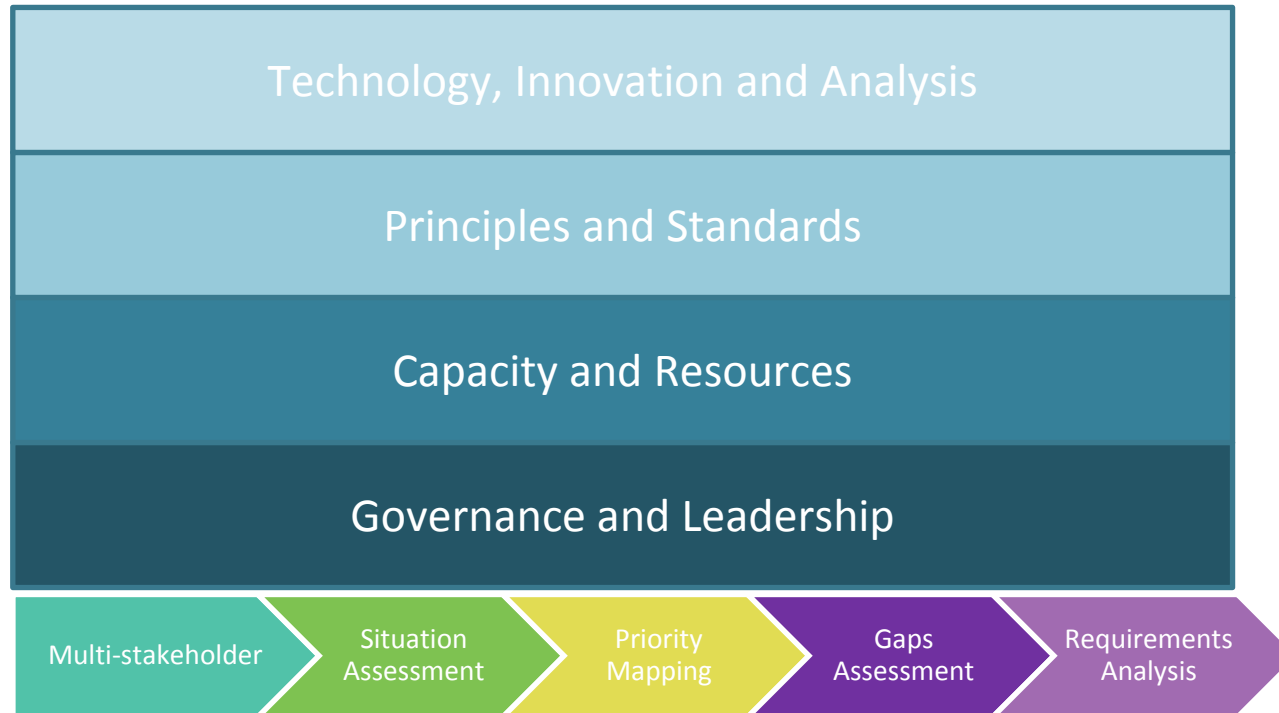 Technology, Innovation and Analysis
Principles and Standards
Capacity and Resources
Governance and Leadership
Multi-stakeholder
Situation
Assessment
Priority
Mapping
Gaps
Assessment
Requirements
Analysis